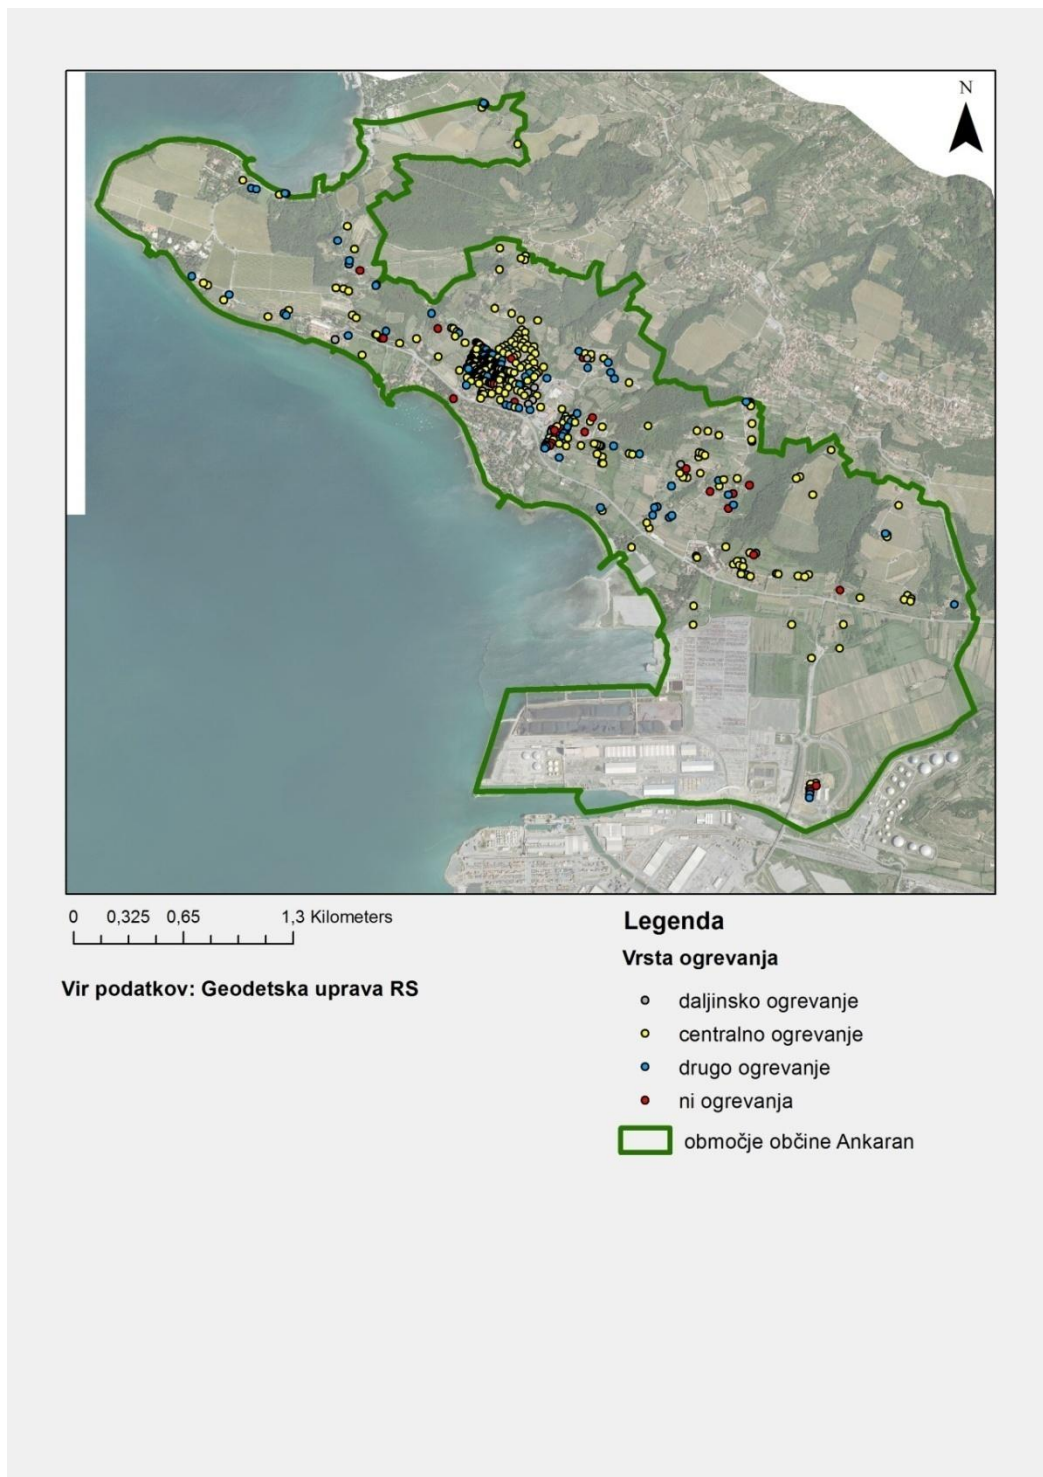 N
0 0,325 0,65 1,3 Kilometers
Vir podatkov: Geodetska uprava RS
Legenda
Vrsta ogrevanja
daljinsko ogrevanje
centralno ogrevanje
drugo ogrevanje
ni ogrevanja
območje občine Ankaran